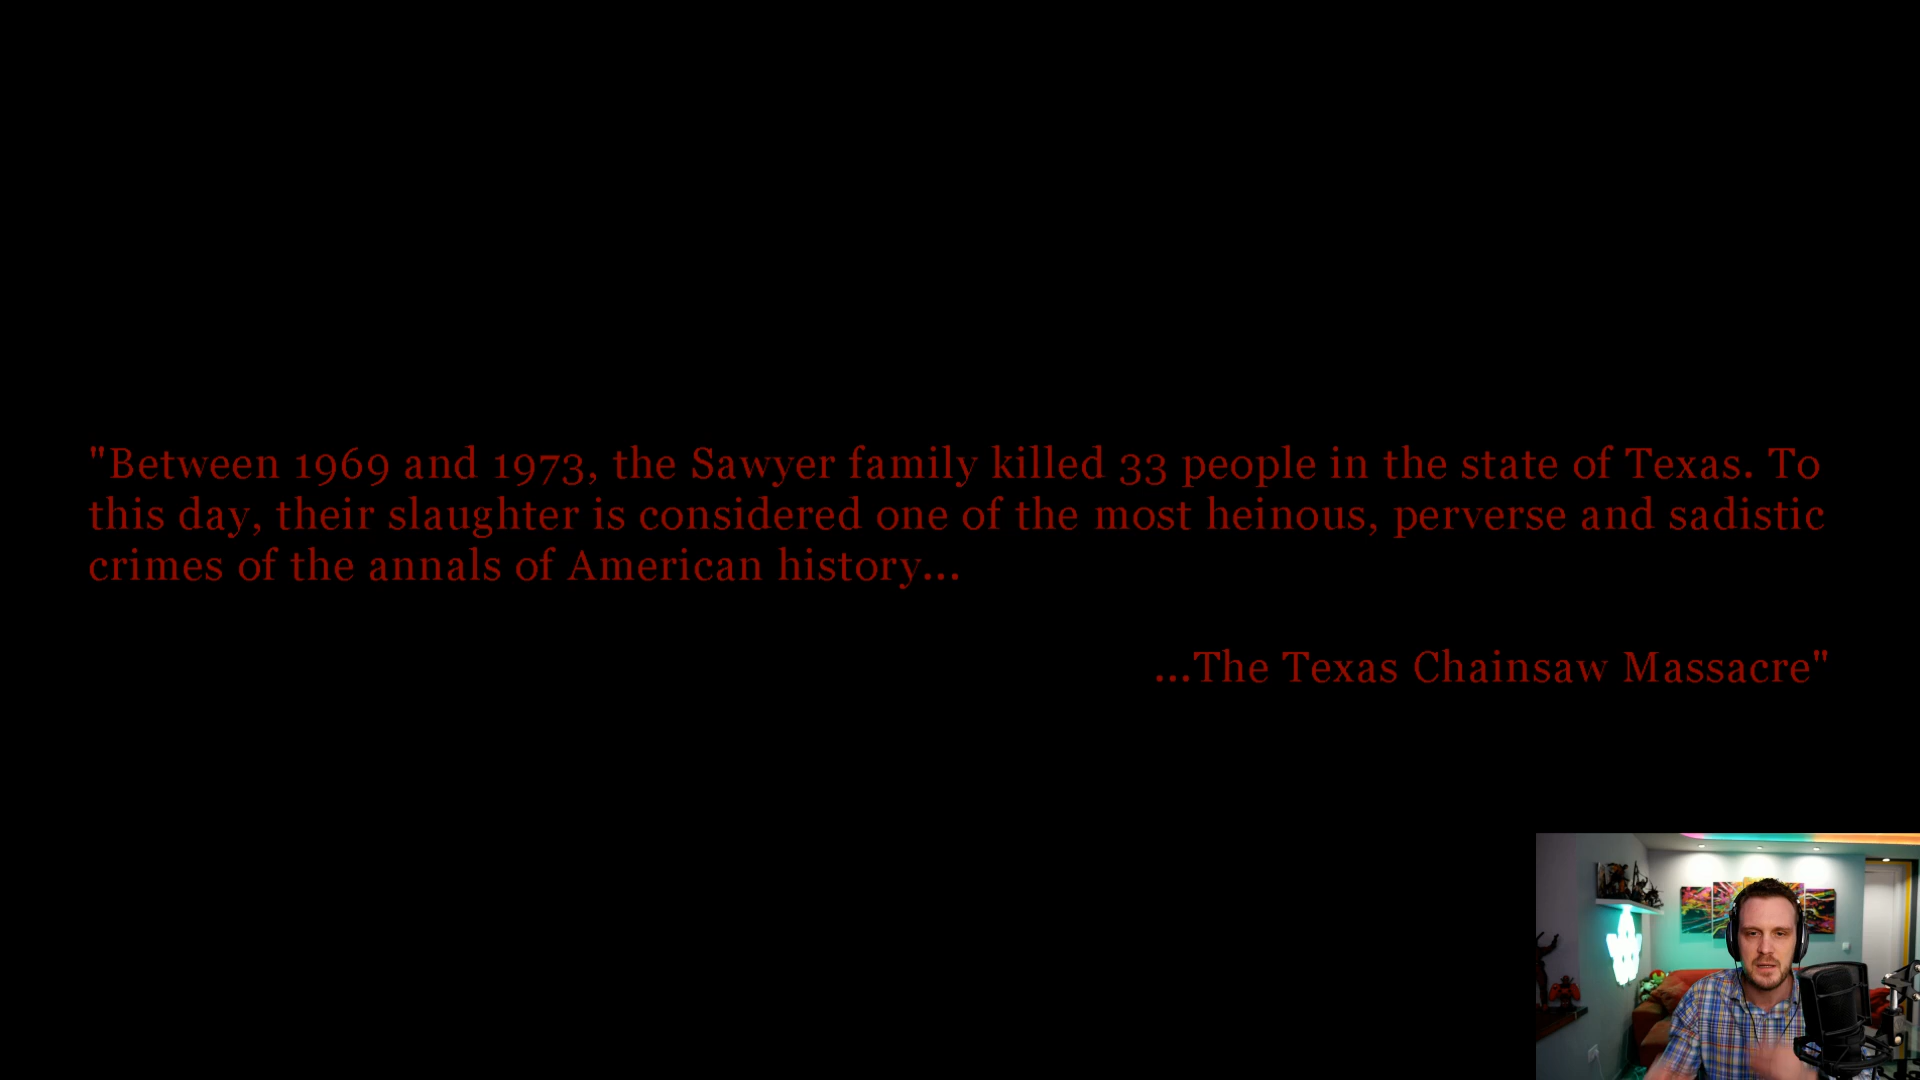 "Between 1969 and 1973, the Sawyer family killed 33 people in the state of Texas. To
this day, their slaughter is considered one of the most heinous, perverse and sadistic
crimes of the annals of American history...
...The Texas Chainsaw Massacre"